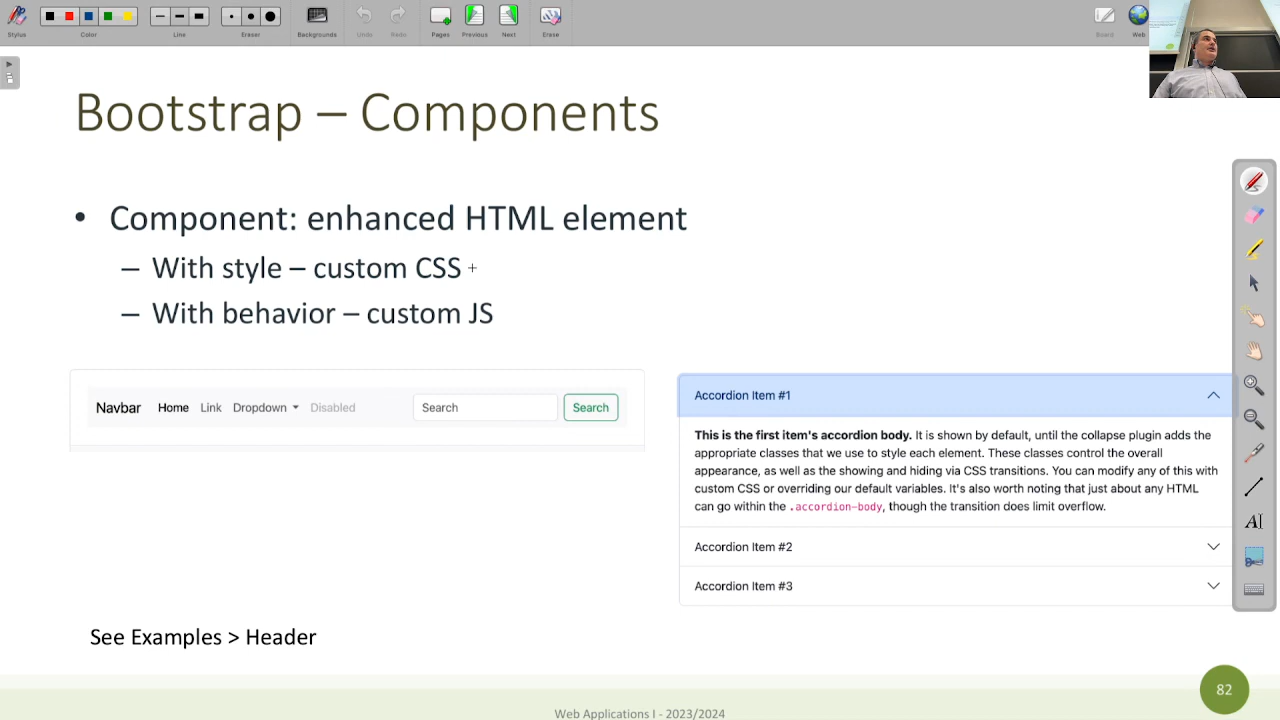 Stylus
Color
Line
Eraser
Backgrounds
Undo
Redo
Pages
Previous
Next
Erase
Board
Web
Bootstrap – Components
• Component: enhanced HTML element
– With style – custom CSS
– With behavior – custom JS
Navbar Home Link Dropdown Disabled Search Search
Accordion Item #1
This is the first item's accordion body. It is shown by default, until the collapse plugin adds the
appropriate classes that we use to style each element. These classes control the overall
appearance, as well as the showing and hiding via CSS transitions. You can modify any of this with
custom CSS or overriding our default variables. It's also worth noting that just about any HTML
can go within the .accordion-body, though the transition does limit overflow.
Accordion Item #2
Accordion Item #3
AI
See Examples > Header
82
Web Applications I - 2023/2024